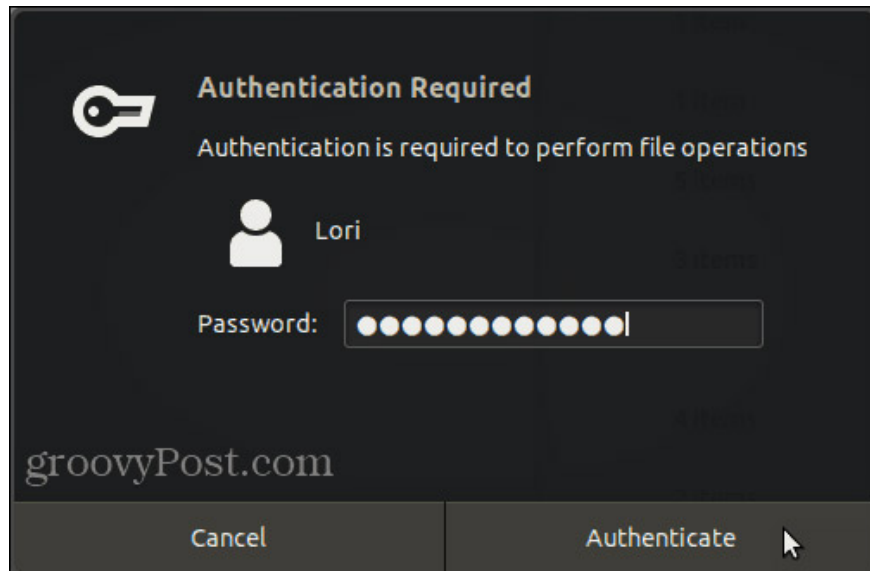 Authentication Required
Authentication is required to perform file operations
Lori
Password: ●●●●●●●●●●●●
groovyPost.com
Cancel Authenticate